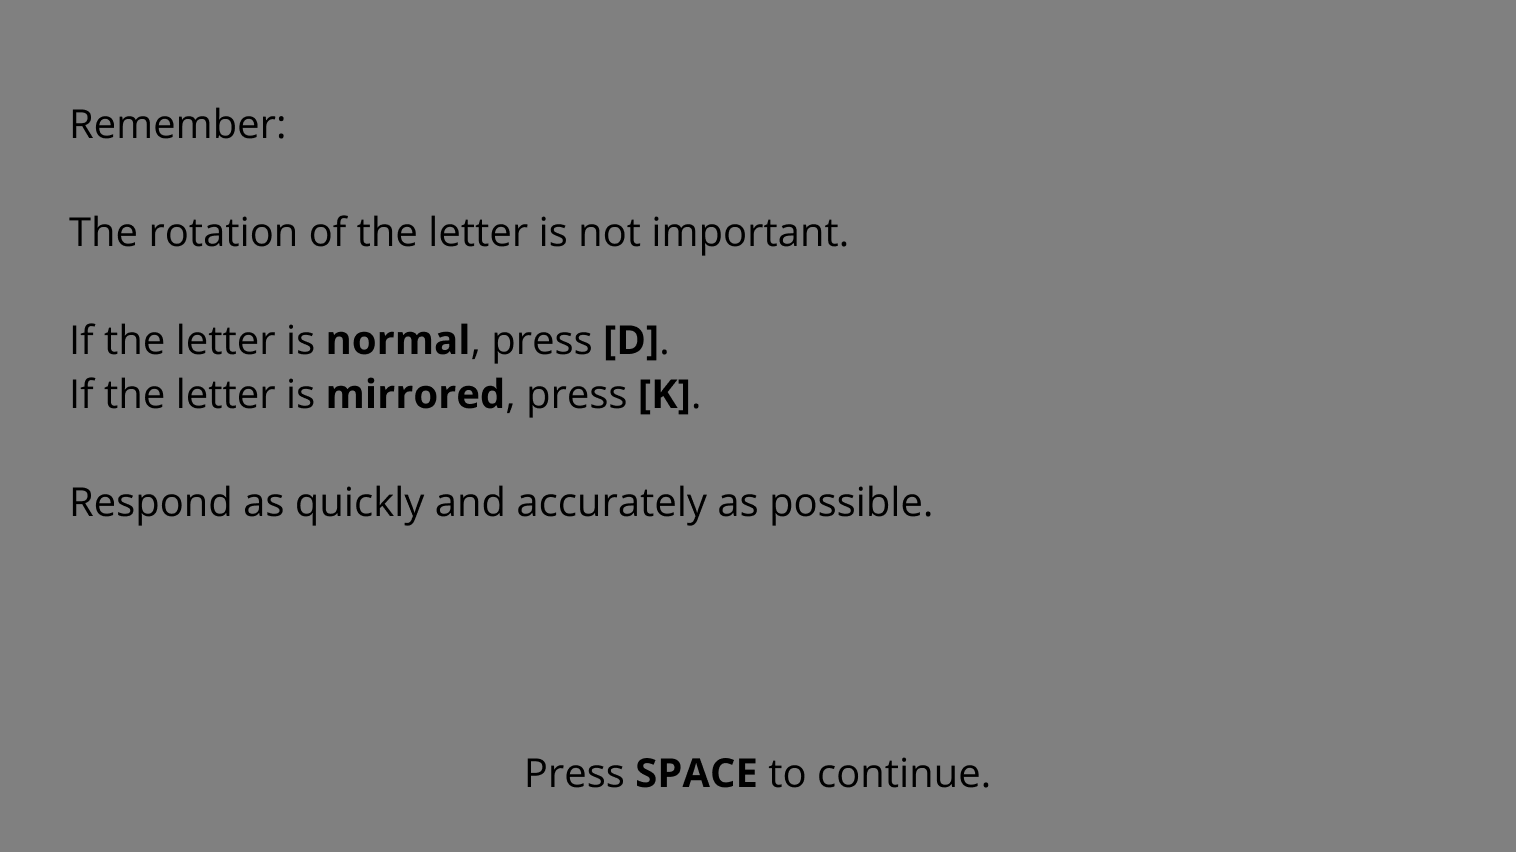 Remember:
The rotation of the letter is not important.
If the letter is normal, press [D].
If the letter is mirrored, press [K].
Respond as quickly and accurately as possible.
Press SPACE to continue.